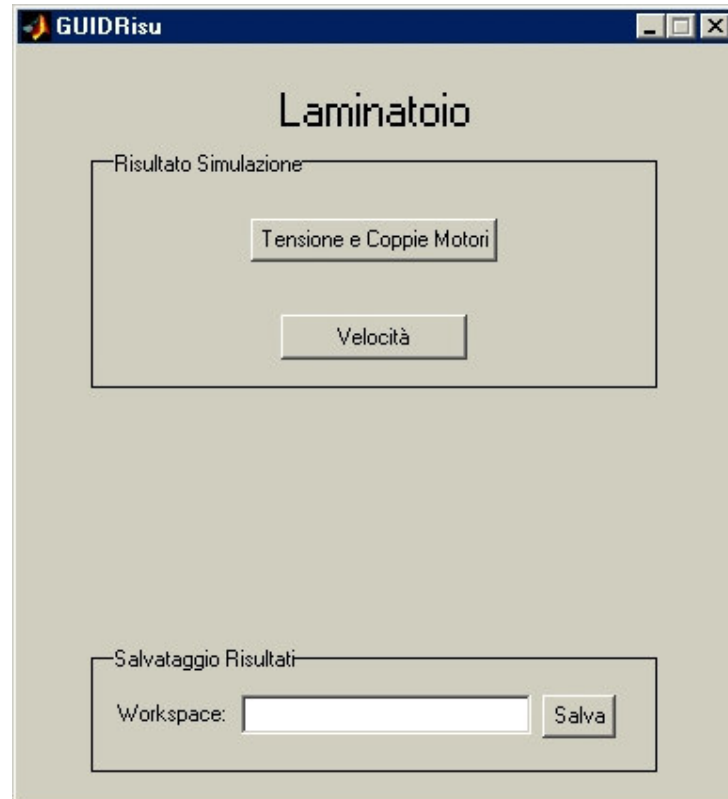 GUIDRisu
Laminatoio
Risultato Simulazione
Tensione e Coppie Motori
Velocità
Salvataggio Risultati
Workspace: Salva